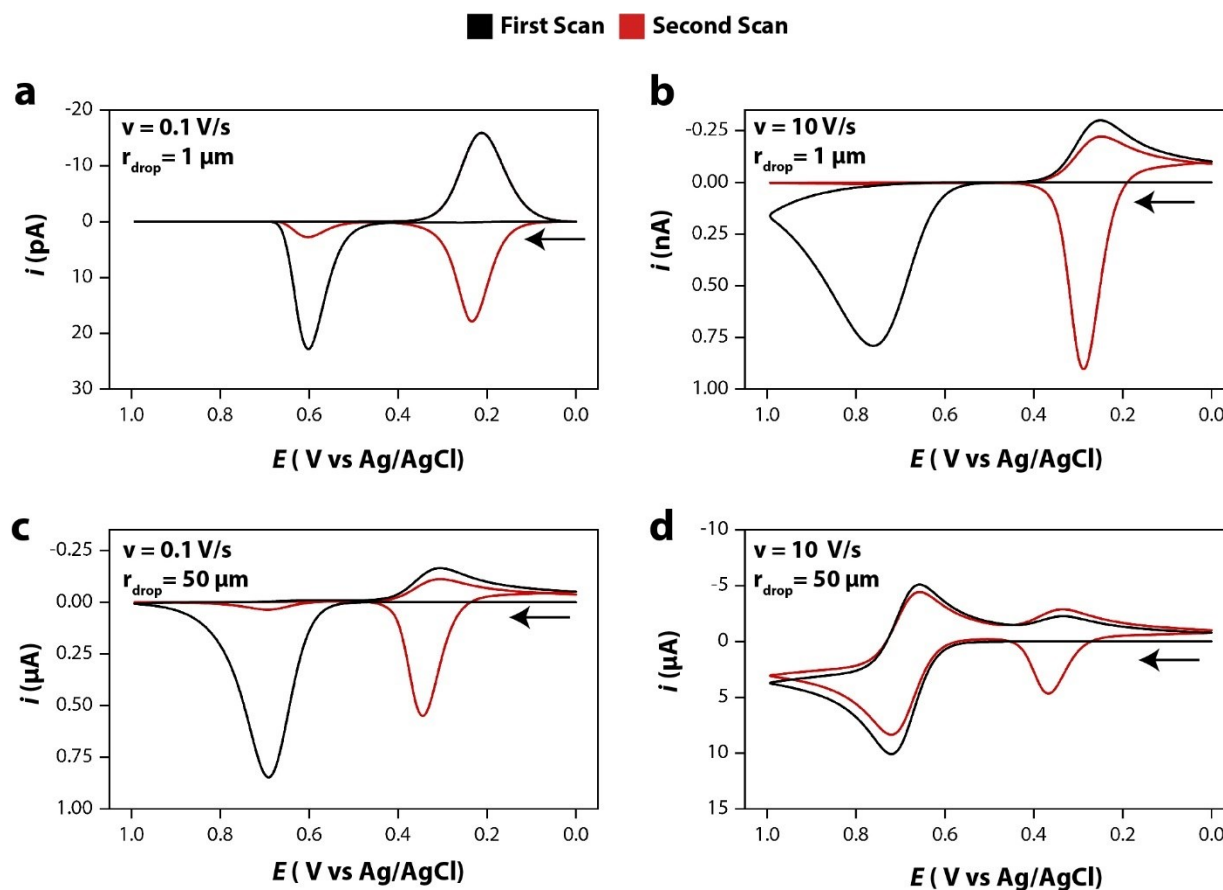 First Scan Second Scan
a
v = 0.1 V/s
r_drop = 1 µm
-20
-10
0
10
20
30
i (pA)
1.0 0.8 0.6 0.4 0.2 0.0
E ( V vs Ag/AgCl)
b
v = 10 V/s
r_drop = 1 µm
-0.25
0.00
0.25
0.50
0.75
1.00
i (nA)
1.0 0.8 0.6 0.4 0.2 0.0
E ( V vs Ag/AgCl)
c
v = 0.1 V/s
r_drop = 50 µm
-0.25
0.00
0.25
0.50
0.75
1.00
i (µA)
1.0 0.8 0.6 0.4 0.2 0.0
E ( V vs Ag/AgCl)
d
v = 10 V/s
r_drop = 50 µm
-10
-5
0
5
10
15
i (µA)
1.0 0.8 0.6 0.4 0.2 0.0
E ( V vs Ag/AgCl)